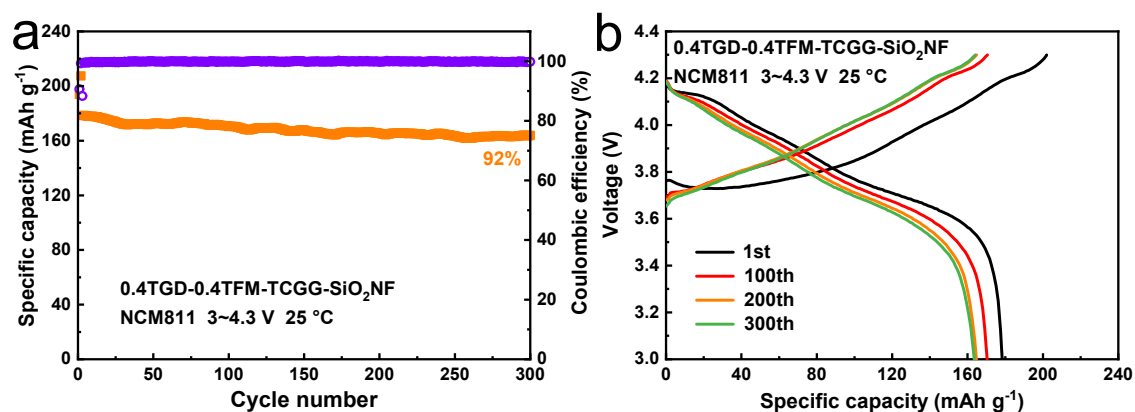 a
240
200
160
120
80
40
0
Specific capacity (mAh g⁻¹)
0
50
100
150
200
250
300
Cycle number
100
80
60
40
20
0
Coulombic efficiency (%)
92%
0.4TGD-0.4TFM-TCGG-SiO₂NF
NCM811 3~4.3 V 25 °C
b
0.4TGD-0.4TFM-TCGG-SiO₂NF
NCM811 3~4.3 V 25 °C
4.2
4.0
3.8
3.6
3.4
3.2
3.0
Voltage (V)
1st
100th
200th
300th
0
40
80
120
160
200
240
Specific capacity (mAh g⁻¹)